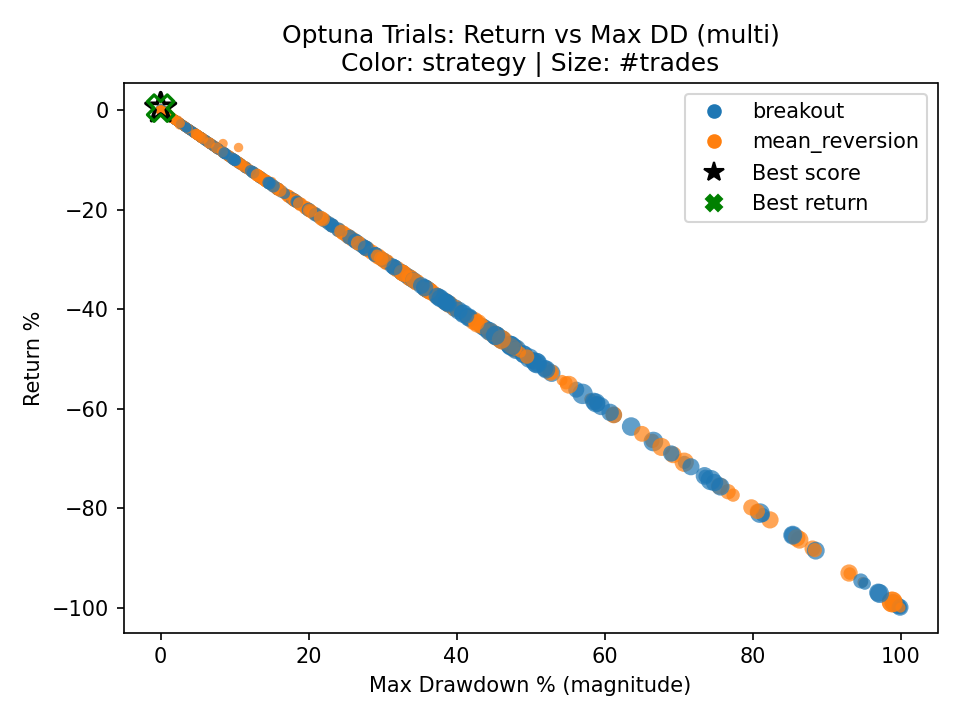 Optuna Trials: Return vs Max DD (multi)
Color: strategy | Size: #trades
breakout
mean_reversion
Best score
Best return
Return %
0
−20
−40
−60
−80
−100
0
20
40
60
80
100
Max Drawdown % (magnitude)